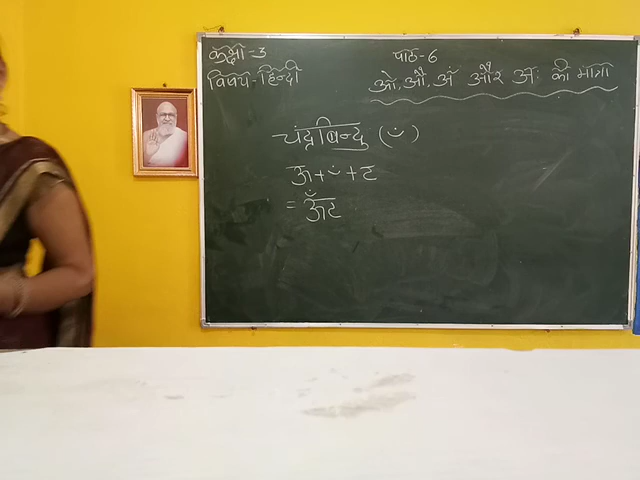 कक्षा-3
पाठ-6
विषय-हिन्दी
ओ, औ, अं और अः की मात्रा
चंद्रबिन्दु (ँ)
ऊ+ँ+ट
=ऊँट